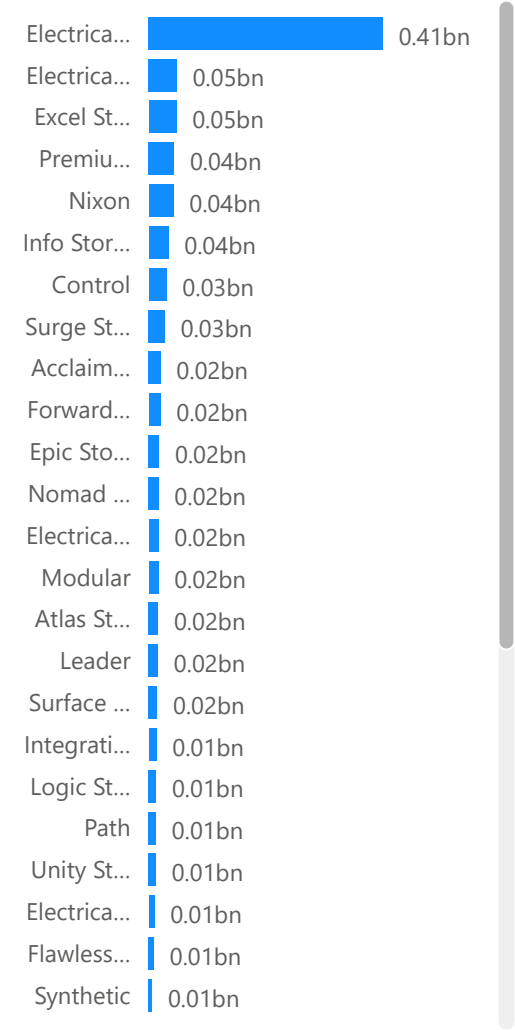 Electrica... 0.41bn
Electrica... 0.05bn
Excel St... 0.05bn
Premiu... 0.04bn
Nixon 0.04bn
Info Stor... 0.04bn
Control 0.03bn
Surge St... 0.03bn
Acclaim... 0.02bn
Forward... 0.02bn
Epic Sto... 0.02bn
Nomad ... 0.02bn
Electrica... 0.02bn
Modular 0.02bn
Atlas St... 0.02bn
Leader 0.02bn
Surface ... 0.02bn
Integrati... 0.01bn
Logic St... 0.01bn
Path 0.01bn
Unity St... 0.01bn
Electrica... 0.01bn
Flawless... 0.01bn
Synthetic 0.01bn